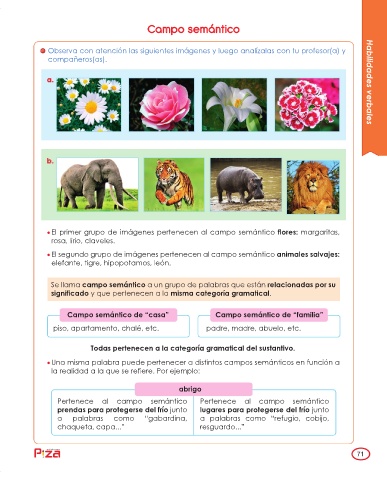 Campo semántico
Observa con atención las siguientes imágenes y luego analízalas con tu profesor(a) y
compañeros(as).
Habilidades verbales
a.
b.
• El primer grupo de imágenes pertenecen al campo semántico flores: margaritas,
rosa, lirio, claveles.
• El segundo grupo de imágenes pertenecen al campo semántico animales salvajes:
elefante, tigre, hipopotamos, león.
Se llama campo semántico a un grupo de palabras que están relacionadas por su
significado y que pertenecen a la misma categoría gramatical.
Campo semántico de "casa"
piso, apartamento, chalé, etc.
Campo semántico de "familia"
padre, madre, abuelo, etc.
Todas pertenecen a la categoría gramatical del sustantivo.
• Una misma palabra puede pertenecer a distintos campos semánticos en función a
la realidad a la que se refiere. Por ejemplo:
abrigo
Pertenece al campo semántico
prendas para protegerse del frío junto
a palabras como "gabardina,
chaqueta, capa..."
Pertenece al campo semántico
lugares para protegerse del frío junto
a palabras como "refugio, cobijo,
resguardo..."
Pizza
71